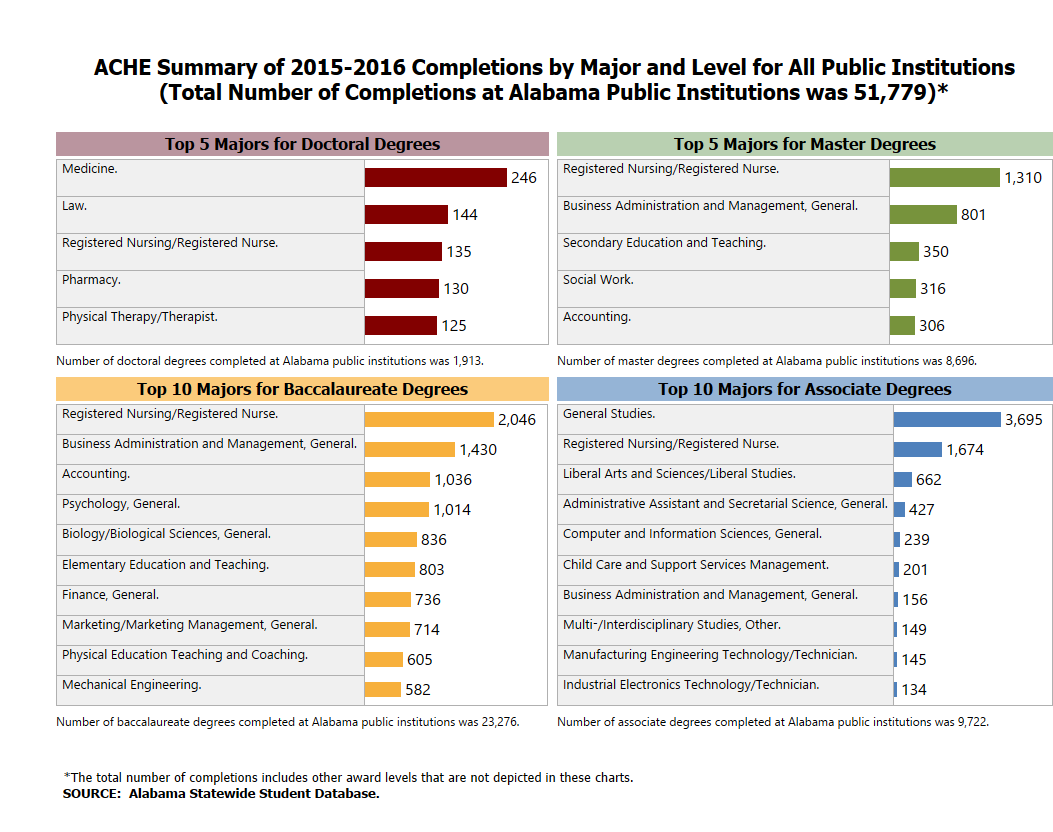 ACHE Summary of 2015-2016 Completions by Major and Level for All Public Institutions
(Total Number of Completions at Alabama Public Institutions was 51,779)*
Top 5 Majors for Doctoral Degrees
Medicine. 246
Law. 144
Registered Nursing/Registered Nurse. 135
Pharmacy. 130
Physical Therapy/Therapist. 125
Number of doctoral degrees completed at Alabama public institutions was 1,913.
Top 5 Majors for Master Degrees
Registered Nursing/Registered Nurse. 1,310
Business Administration and Management, General. 801
Secondary Education and Teaching. 350
Social Work. 316
Accounting. 306
Number of master degrees completed at Alabama public institutions was 8,696.
Top 10 Majors for Baccalaureate Degrees
Registered Nursing/Registered Nurse. 2,046
Business Administration and Management, General. 1,430
Accounting. 1,036
Psychology, General. 1,014
Biology/Biological Sciences, General. 836
Elementary Education and Teaching. 803
Finance, General. 736
Marketing/Marketing Management, General. 714
Physical Education Teaching and Coaching. 605
Mechanical Engineering. 582
Number of baccalaureate degrees completed at Alabama public institutions was 23,276.
Top 10 Majors for Associate Degrees
General Studies. 3,695
Registered Nursing/Registered Nurse. 1,674
Liberal Arts and Sciences/Liberal Studies. 662
Administrative Assistant and Secretarial Science, General. 427
Computer and Information Sciences, General. 239
Child Care and Support Services Management. 201
Business Administration and Management, General. 156
Multi-/Interdisciplinary Studies, Other. 149
Manufacturing Engineering Technology/Technician. 145
Industrial Electronics Technology/Technician. 134
Number of associate degrees completed at Alabama public institutions was 9,722.
*The total number of completions includes other award levels that are not depicted in these charts.
SOURCE: Alabama Statewide Student Database.